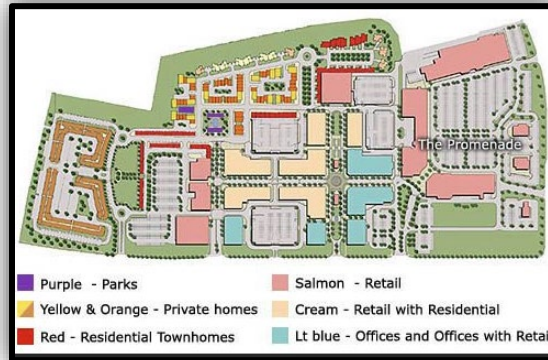 The Promenade
Purple - Parks
Salmon - Retail
Yellow & Orange - Private homes
Cream - Retail with Residential
Red - Residential Townhomes
Lt blue - Offices and Offices with Retail